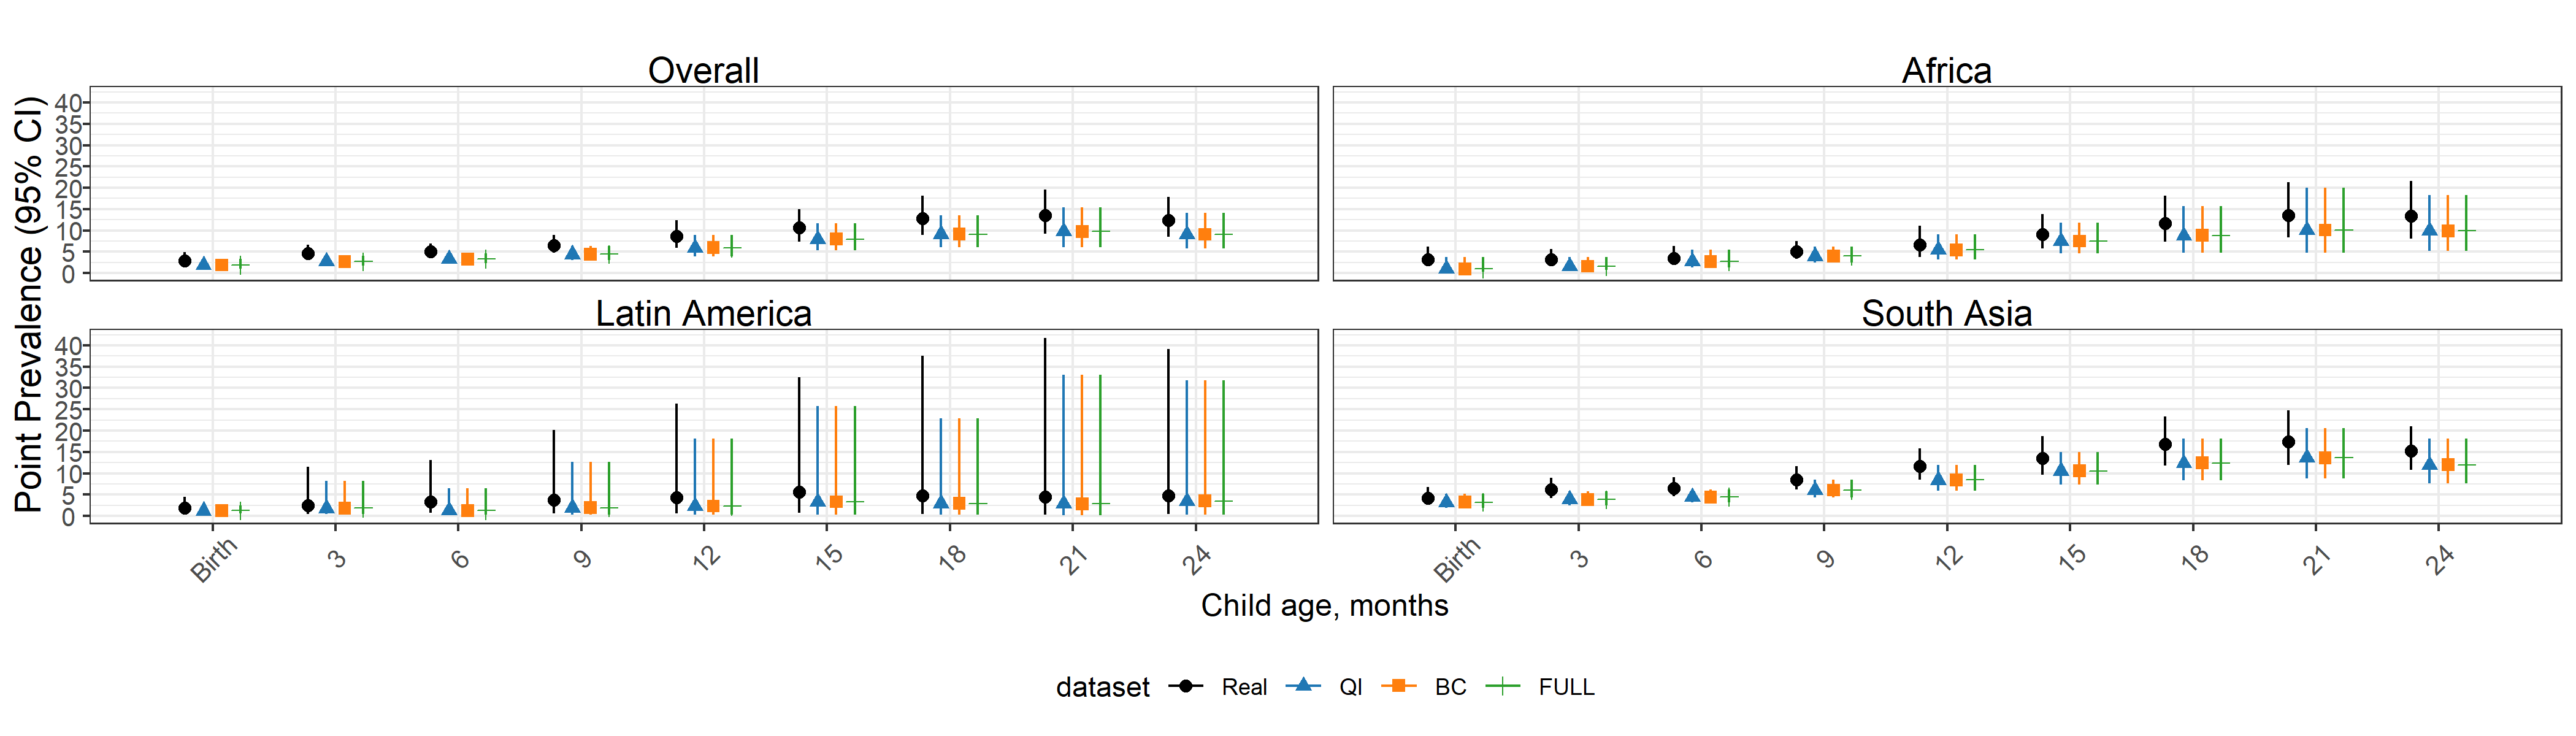 Overall
Africa
Point Prevalence (95% CI)
40
35
30
25
20
15
10
5
0
Latin America
South Asia
40
35
30
25
20
15
10
5
0
Birth 3 6 9 12 15 18 21 24
Birth 3 6 9 12 15 18 21 24
Child age, months
dataset Real QI BC FULL